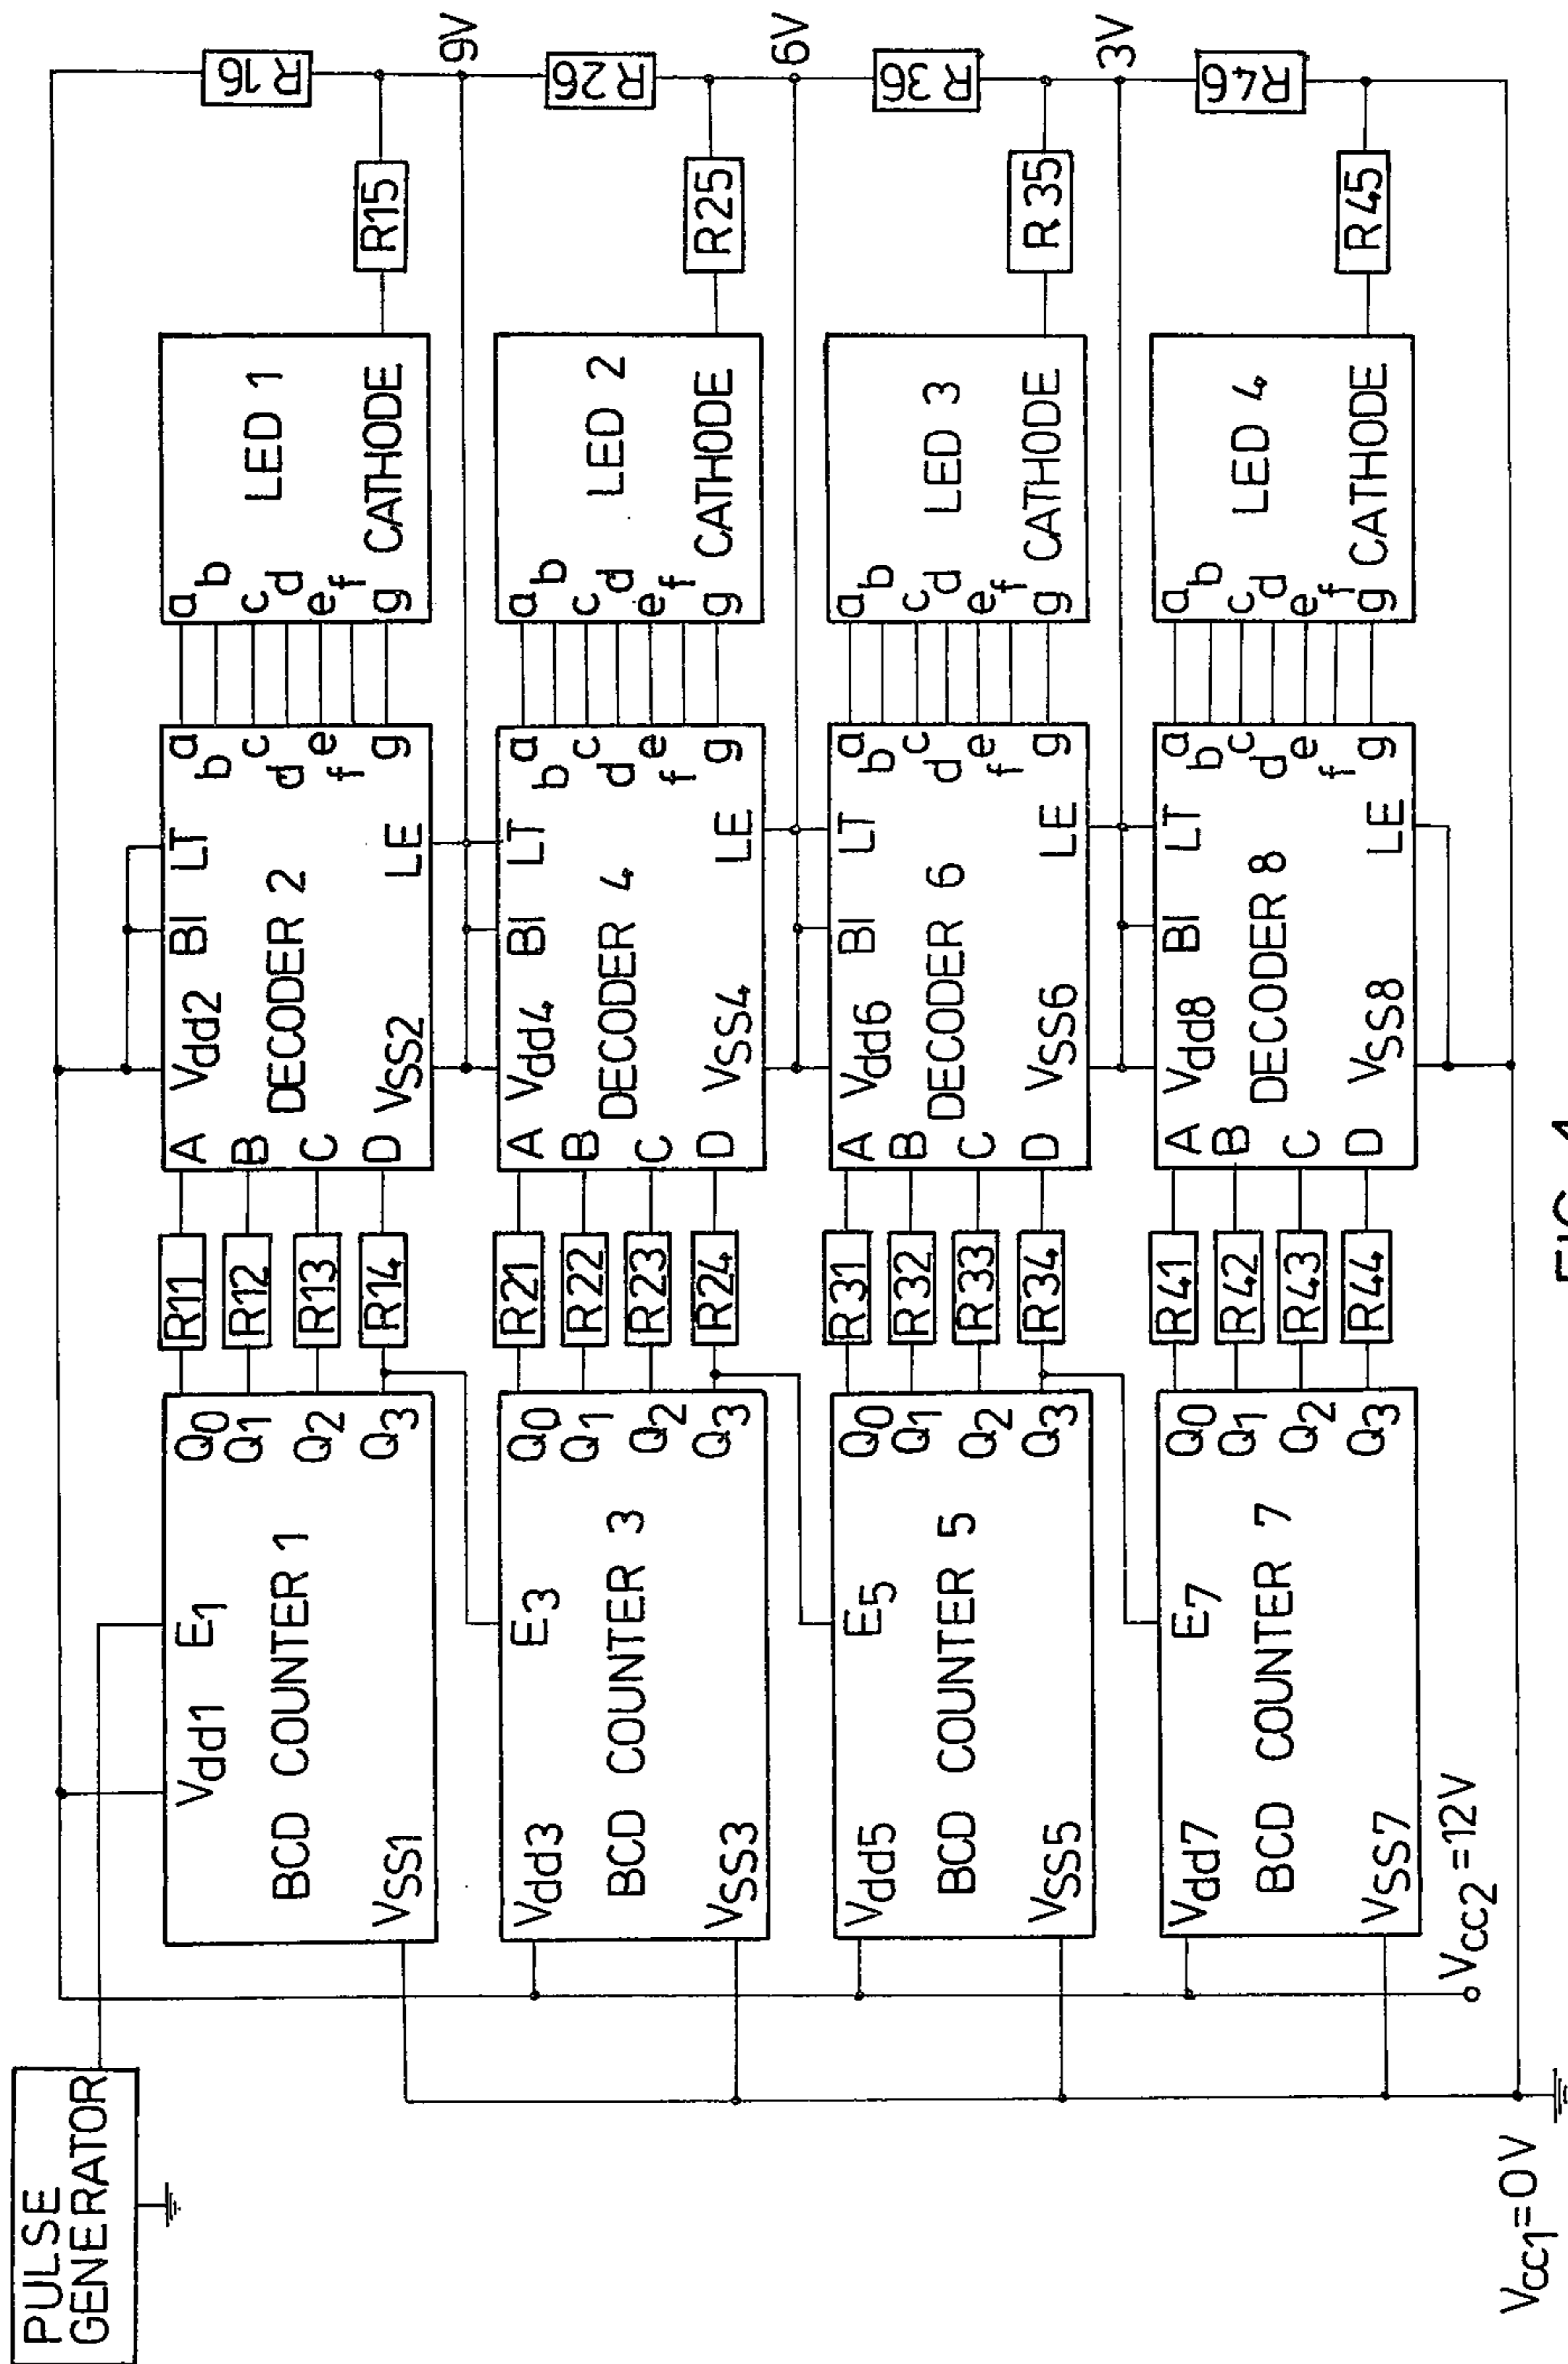 PULSE
GENERATOR
Vdd1
E1
BCD COUNTER 1
VSS1
Q0
Q1
Q2
Q3
R11
R12
R13
R14
A
B
C
D
Vdd2
BI
LT
DECODER 2
VSS2
LE
a
b
c
d
e
f
g
a
b
c
d
e
f
g
LED 1
CATHODE
R15
R16
9V
Vdd3
E3
BCD COUNTER 3
VSS3
Q0
Q1
Q2
Q3
R21
R22
R23
R24
A
B
C
D
Vdd4
BI
LT
DECODER 4
VSS4
LE
a
b
c
d
e
f
g
a
b
c
d
e
f
g
LED 2
CATHODE
R25
R26
6V
Vdd5
E5
BCD COUNTER 5
VSS5
Q0
Q1
Q2
Q3
R31
R32
R33
R34
A
B
C
D
Vdd6
BI
LT
DECODER 6
VSS6
LE
a
b
c
d
e
f
g
a
b
c
d
e
f
g
LED 3
CATHODE
R35
R36
3V
Vdd7
E7
BCD COUNTER 7
VSS7
Q0
Q1
Q2
Q3
R41
R42
R43
R44
A
B
C
D
Vdd8
BI
LT
DECODER 8
VSS8
LE
a
b
c
d
e
f
g
a
b
c
d
e
f
g
LED 4
CATHODE
R45
R46
Vcc2=12V
Vcc1=0V
FIG.